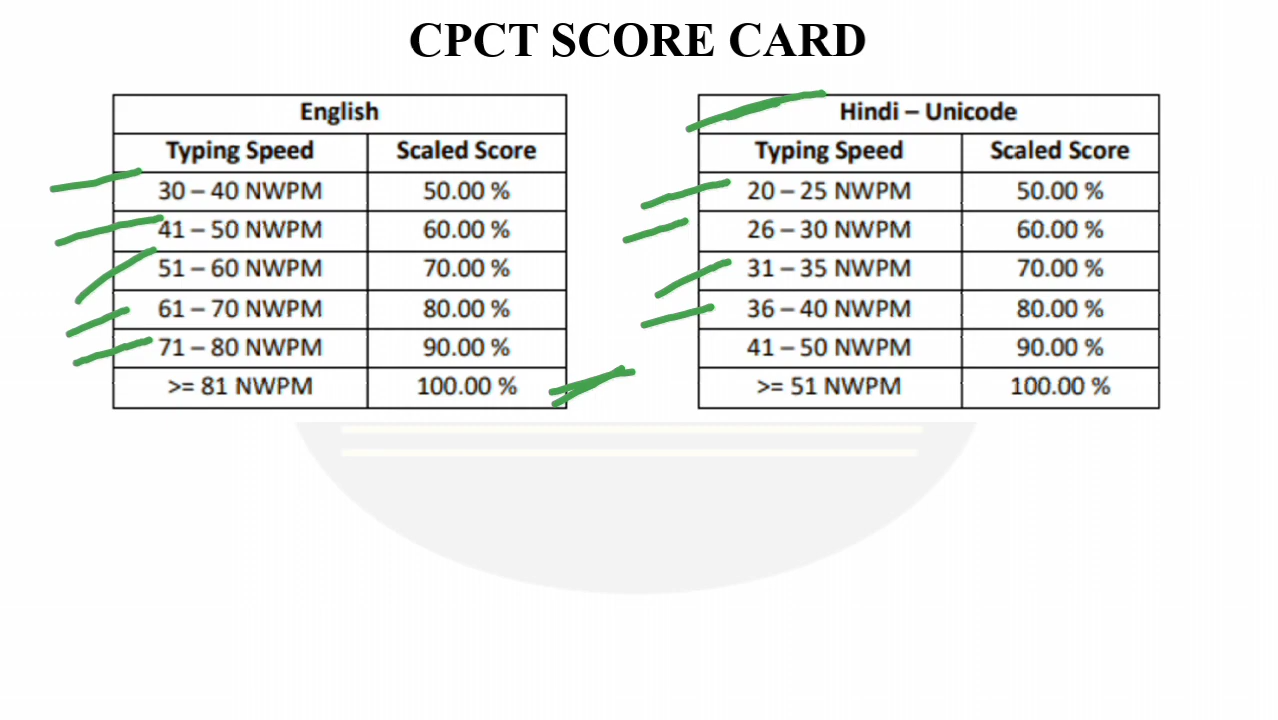 CPCT SCORE CARD
English
Typing Speed Scaled Score
30 – 40 NWPM 50.00 %
41 – 50 NWPM 60.00 %
51 – 60 NWPM 70.00 %
61 – 70 NWPM 80.00 %
71 – 80 NWPM 90.00 %
>= 81 NWPM 100.00 %
Hindi – Unicode
Typing Speed Scaled Score
20 – 25 NWPM 50.00 %
26 – 30 NWPM 60.00 %
31 – 35 NWPM 70.00 %
36 – 40 NWPM 80.00 %
41 – 50 NWPM 90.00 %
>= 51 NWPM 100.00 %